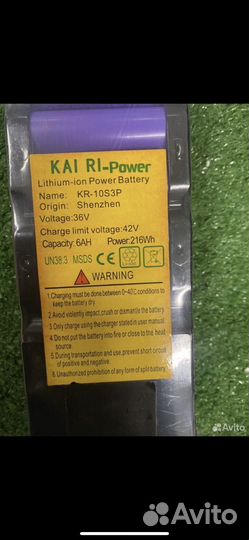 KAI RI-Power
Lithium-ion Power Battery
Name: KR-10S3P
Origin: Shenzhen
Voltage:36V
Charge limit voltage:42V
Capacity:6AH Power:216Wh
UN38.3 MSDS CE
WARNING
1.Charging must be done between 0~40℃ and keep
the battery dry.
2.Avoid violently impact, crush or dismantle the battery
3.Only charge using the charger stated in user manual
4.Do not put the battery into fire or close to the heat
source.
5.During transportation and use, prevent short circuit
of positive and negative.
6.Unauthorized prohibition of any form of split battery.
Avito
Avito